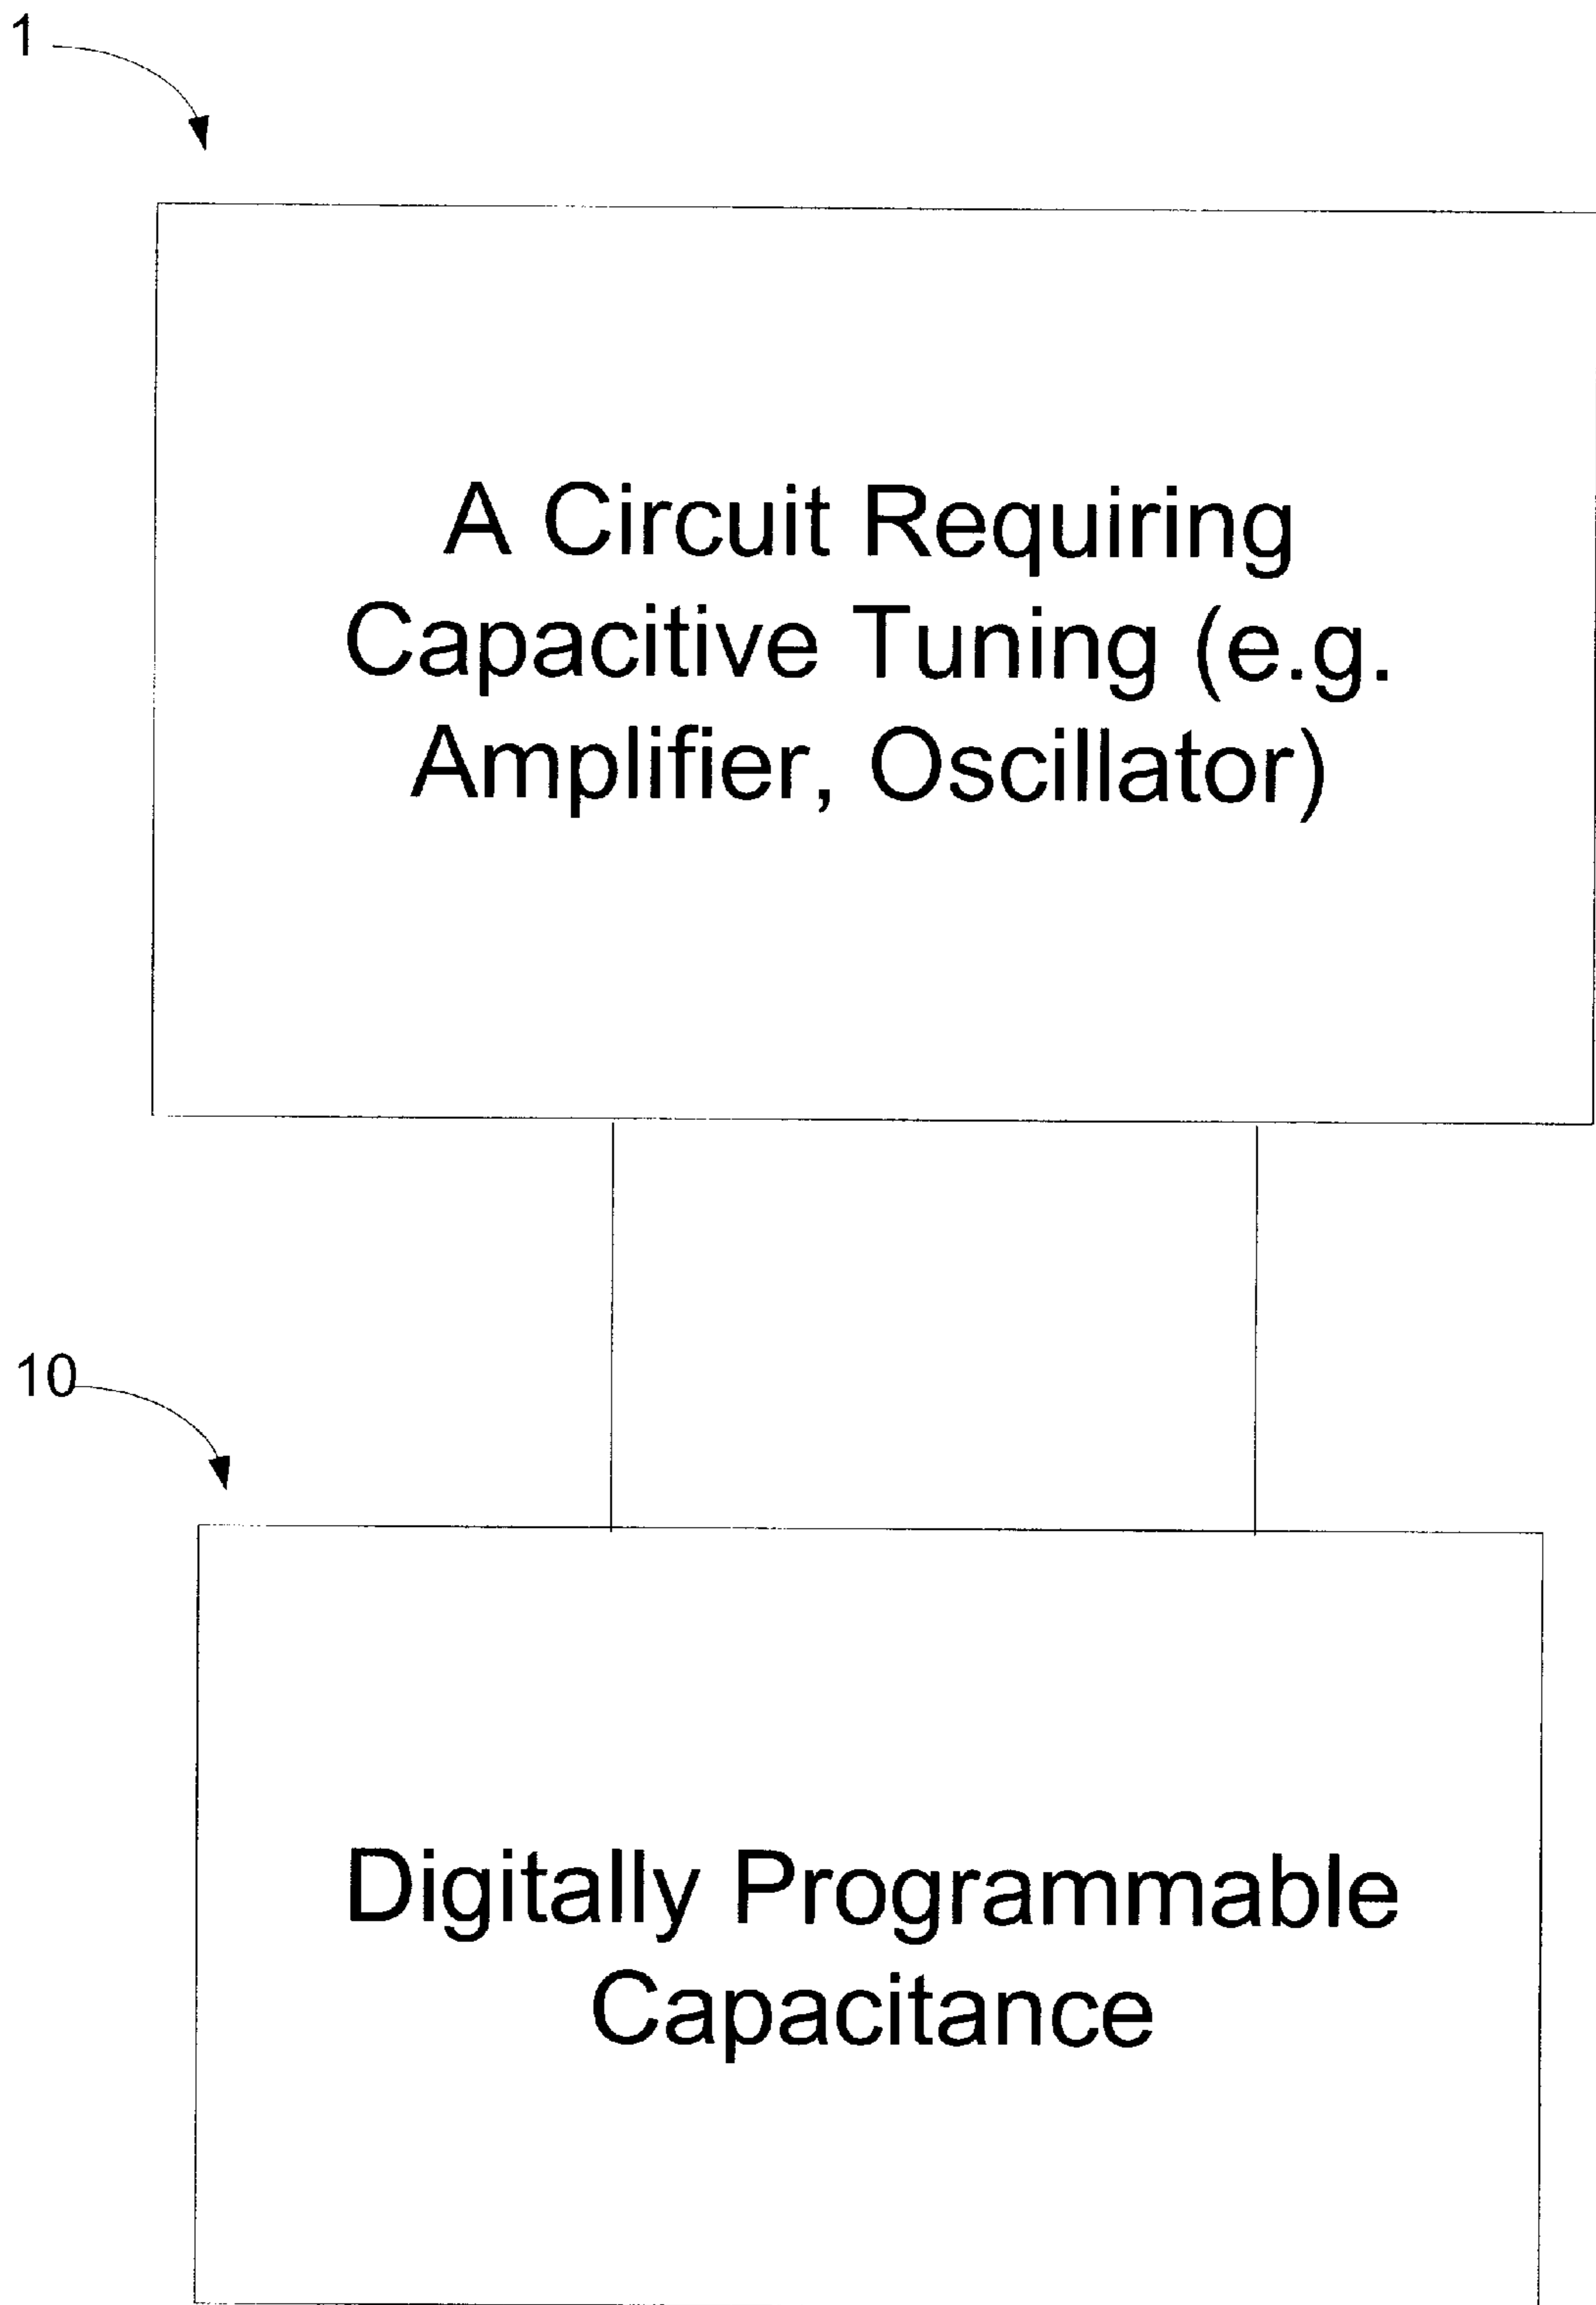 1
A Circuit Requiring
Capacitive Tuning (e.g.
Amplifier, Oscillator)
10
Digitally Programmable
Capacitance